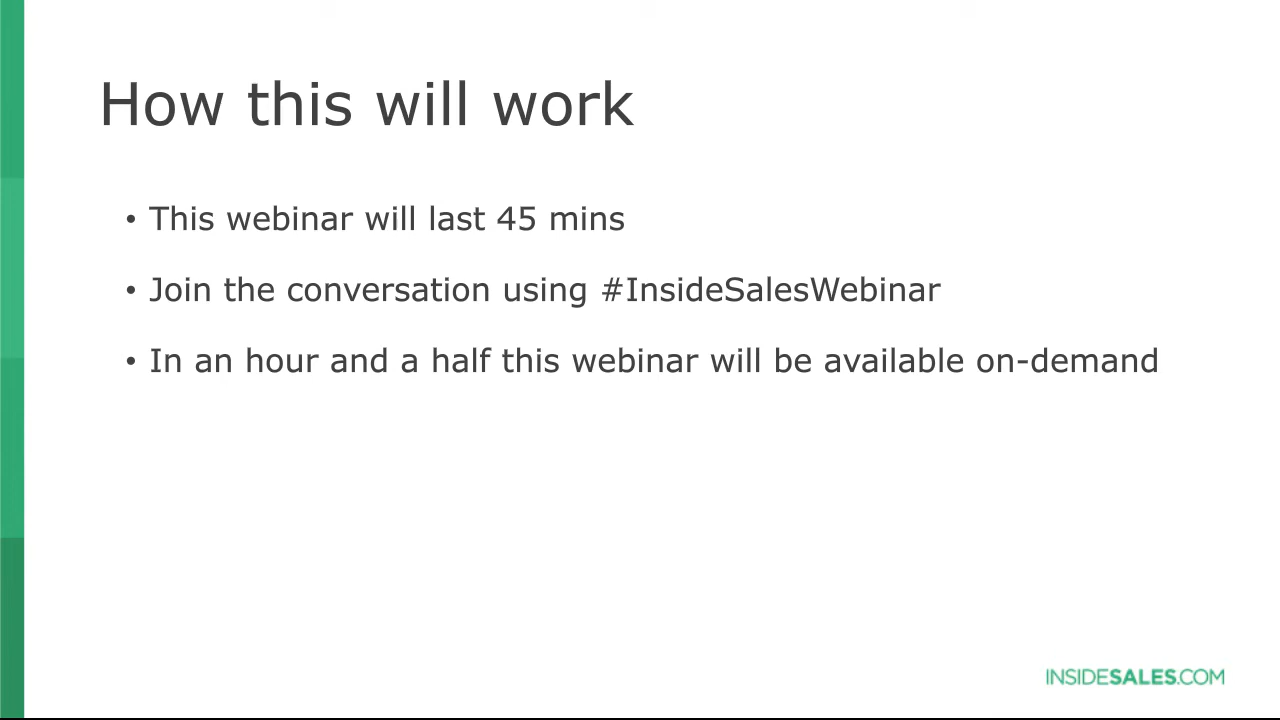 How this will work
• This webinar will last 45 mins
• Join the conversation using #InsideSalesWebinar
• In an hour and a half this webinar will be available on-demand
INSIDESALES.COM